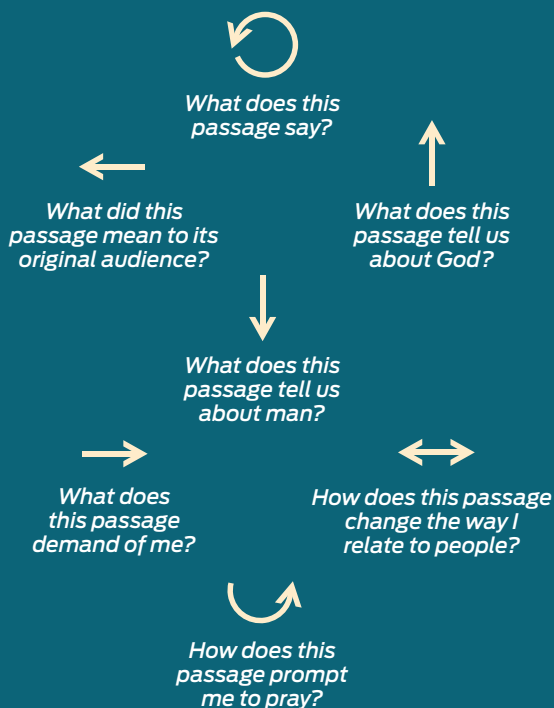 What does this
passage say?
What did this
passage mean to its
original audience?
What does this
passage tell us
about God?
What does this
passage tell us
about man?
What does
this passage
demand of me?
How does this passage
change the way I
relate to people?
How does this
passage prompt
me to pray?